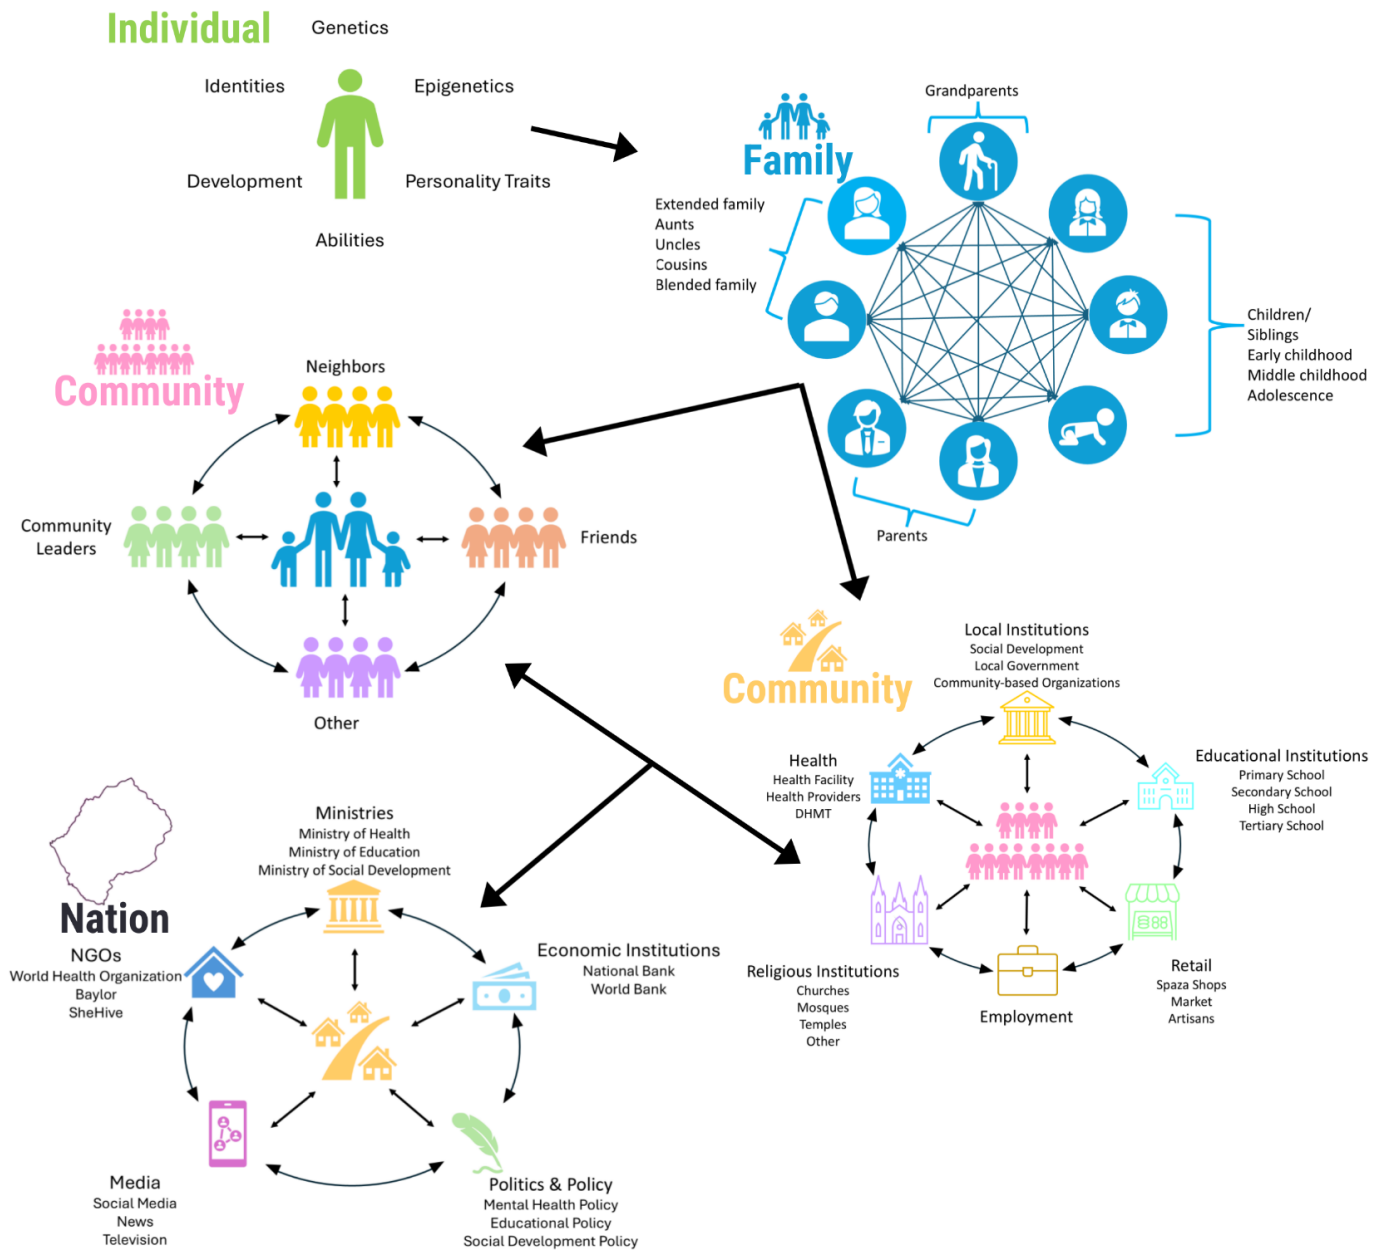 Individual
Genetics
Identities
Epigenetics
Development
Personality Traits
Abilities
Family
Grandparents
Extended family
Aunts
Uncles
Cousins
Blended family
Children/
Siblings
Early childhood
Middle childhood
Adolescence
Parents
Community
Neighbors
Community
Leaders
Friends
Other
Community
Local Institutions
Social Development
Local Government
Community-based Organizations
Health
Health Facility
Health Providers
DHMT
Educational Institutions
Primary School
Secondary School
High School
Tertiary School
Religious Institutions
Churches
Mosques
Temples
Other
Employment
Retail
Spaza Shops
Market
Artisans
Nation
Ministries
Ministry of Health
Ministry of Education
Ministry of Social Development
NGOs
World Health Organization
Baylor
SheHive
Economic Institutions
National Bank
World Bank
Media
Social Media
News
Television
Politics & Policy
Mental Health Policy
Educational Policy
Social Development Policy